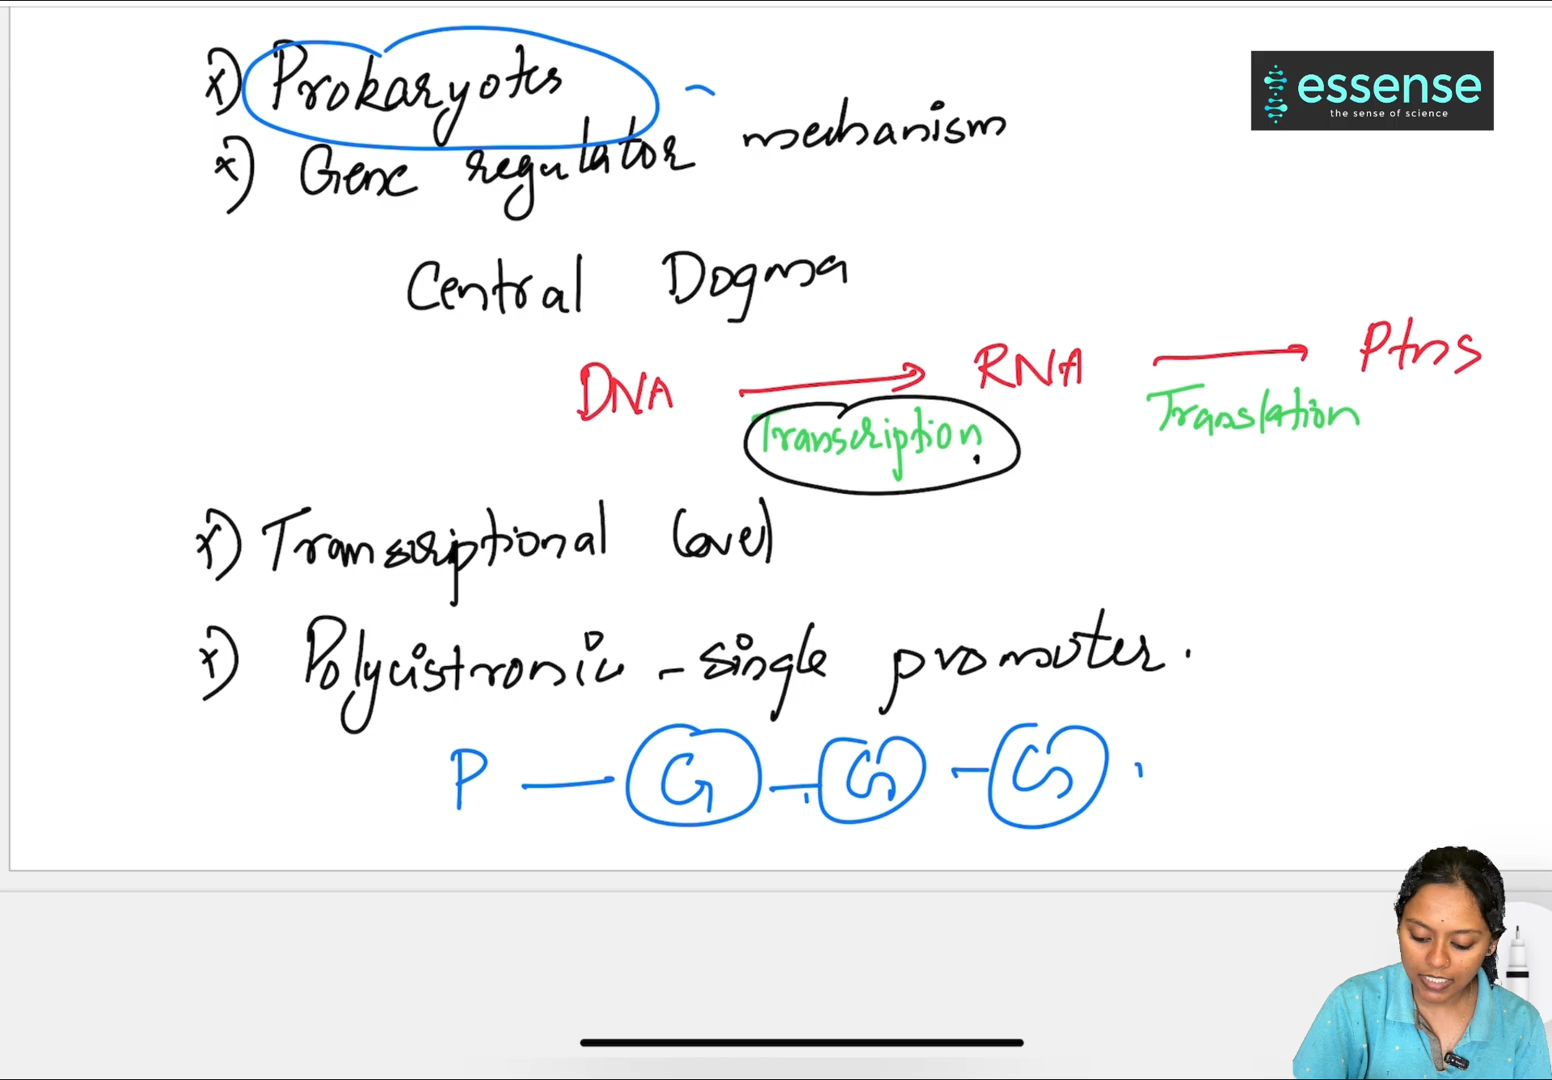 *) Prokaryotes
*) Gene regulator mechanism
Central Dogma
DNA → RNA → Ptns
Transcription. Translation
*) Transcriptional level
*) Polycistronic - single promoter.
P — G — G — G
essense
the sense of science